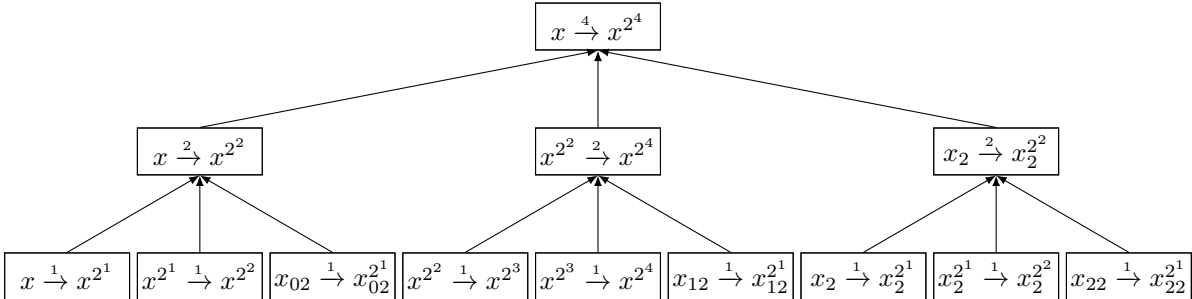 x →^4 x^{2^4}
x →^2 x^{2^2}
x^{2^2} →^2 x^{2^4}
x_2 →^2 x_2^{2^2}
x →^1 x^{2^1}
x^{2^1} →^1 x^{2^2}
x_{02} →^1 x_{02}^{2^1}
x^{2^2} →^1 x^{2^3}
x^{2^3} →^1 x^{2^4}
x_{12} →^1 x_{12}^{2^1}
x_2 →^1 x_2^{2^1}
x_2^{2^1} →^1 x_2^{2^2}
x_{22} →^1 x_{22}^{2^1}